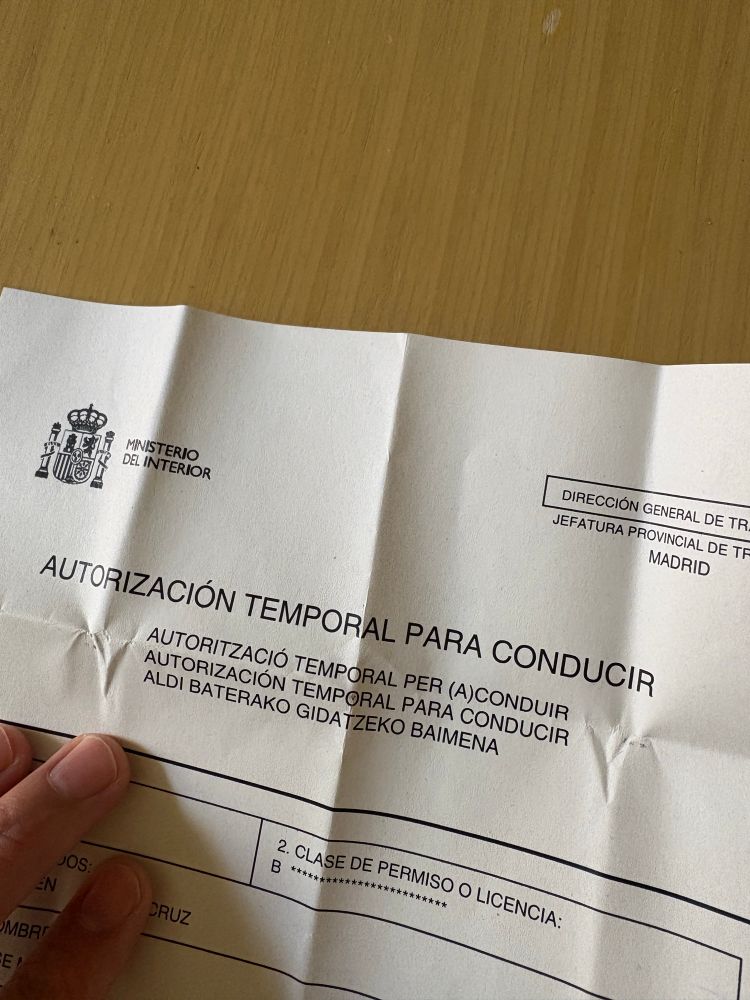 MINISTERIO
DEL INTERIOR
DIRECCIÓN GENERAL DE
JEFATURA PROVINCIAL DE
MADRID
AUTORIZACIÓN TEMPORAL PARA CONDUCIR
AUTORITZACIÓ TEMPORAL PER (A)CONDUIR
AUTORIZACIÓN TEMPORAL PARA CONDUCIR
ALDI BATERAKO GIDATZEKO BAIMENA
2. CLASE DE PERMISO O LICENCIA:
B *************************
CRUZ